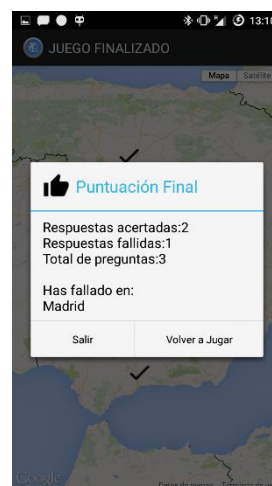 13:18
JUEGO FINALIZADO
Mapa Satélite
Puntuación Final
Respuestas acertadas:2
Respuestas fallidas:1
Total de preguntas:3
Has fallado en:
Madrid
Salir Volver a Jugar
Google